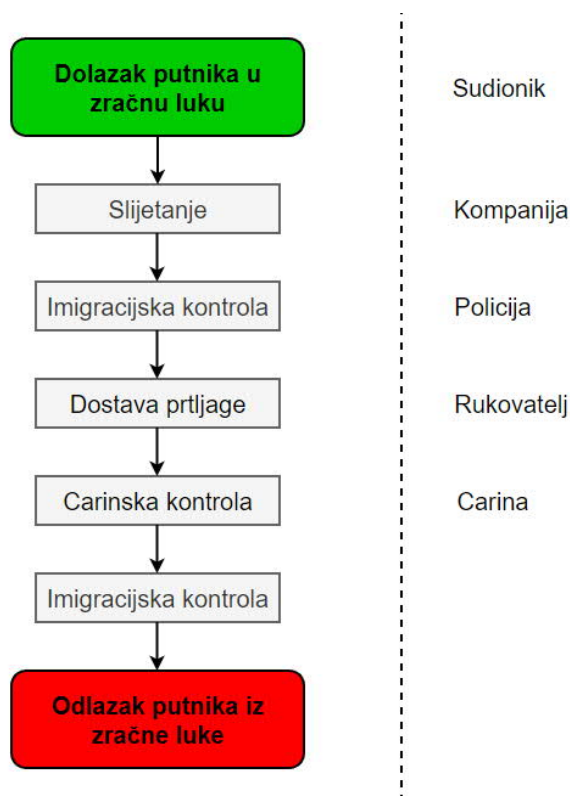 Dolazak putnika u
zračnu luku
Sudionik
Slijetanje
Kompanija
Imigracijska kontrola
Policija
Dostava prtljage
Rukovatelj
Carinska kontrola
Carina
Imigracijska kontrola
Odlazak putnika iz
zračne luke